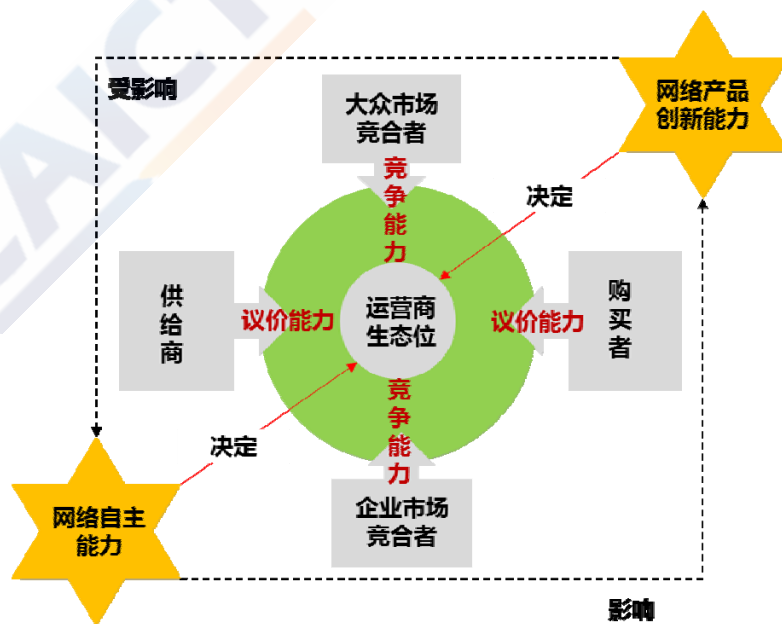 受影响
网络产品
创新能力
大众市场
竞合者
竞
争
能
力
决定
供
给
商
议价能力
运营商
生态位
议价能力
购
买
者
竞
争
能
力
决定
网络自主
能力
企业市场
竞合者
影响